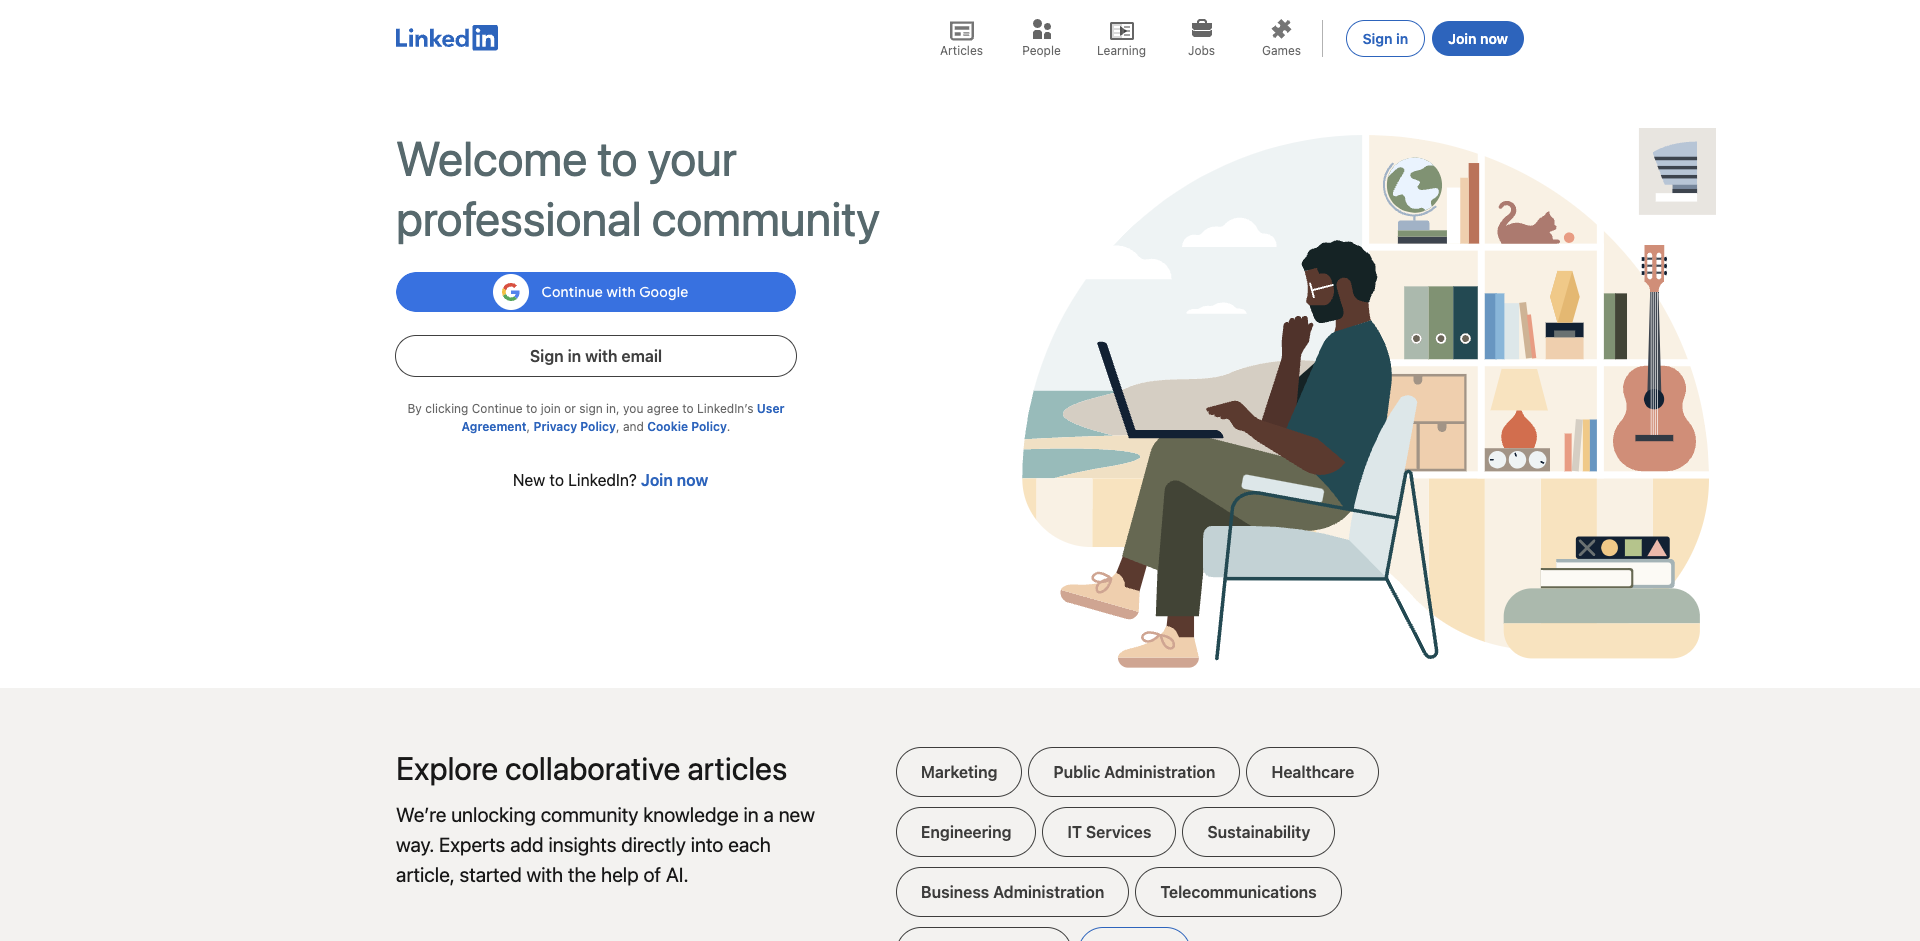 Linkedin
Articles
People
Learning
Jobs
Games
Sign in
Join now
Welcome to your
professional community
Continue with Google
Sign in with email
By clicking Continue to join or sign in, you agree to LinkedIn’s User
Agreement, Privacy Policy, and Cookie Policy.
New to LinkedIn? Join now
Explore collaborative articles
We’re unlocking community knowledge in a new
way. Experts add insights directly into each
article, started with the help of AI.
Marketing
Public Administration
Healthcare
Engineering
IT Services
Sustainability
Business Administration
Telecommunications